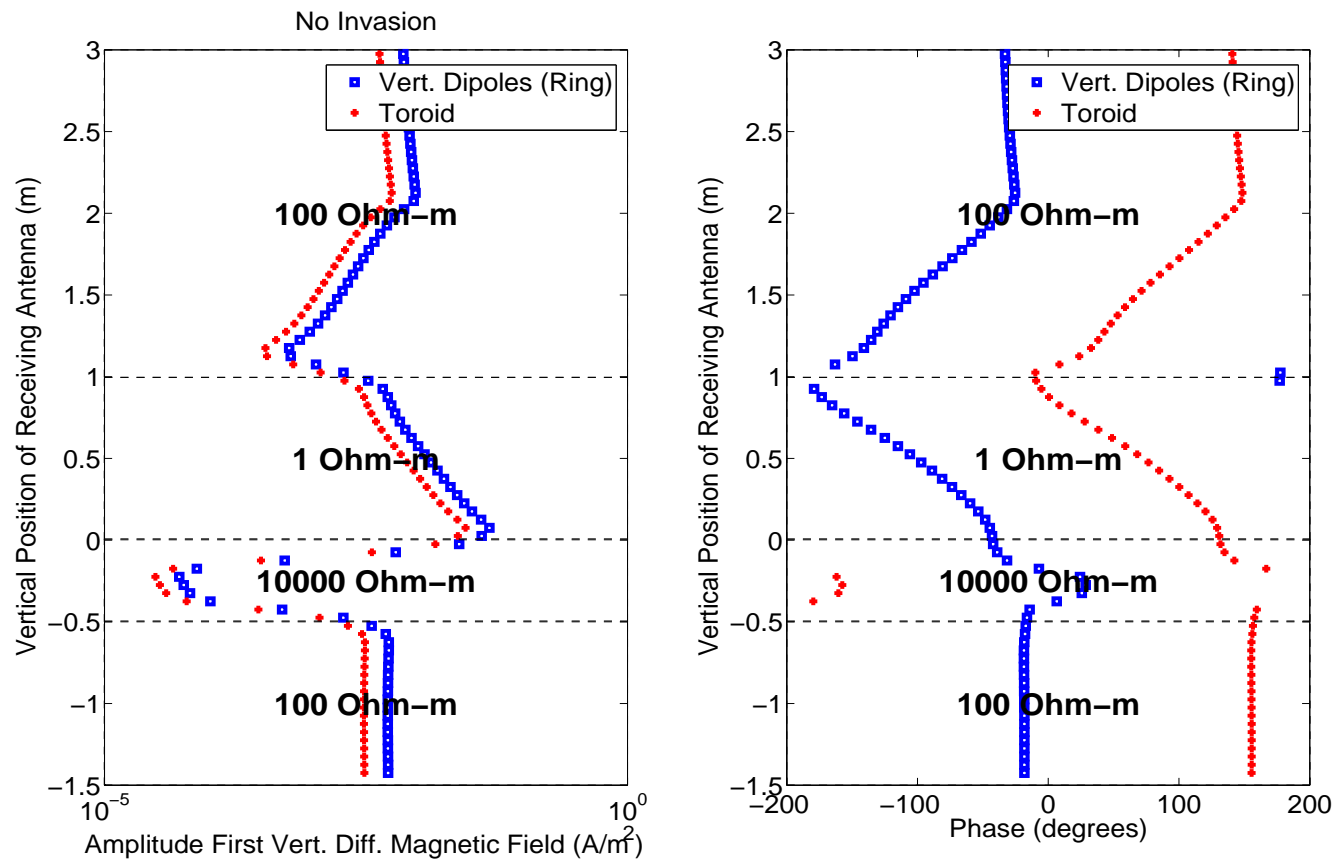 No Invasion
3
2.5
2
1.5
1
0.5
0
−0.5
−1
−1.5
10⁻⁵
10⁰
Vertical Position of Receiving Antenna (m)
Amplitude First Vert. Diff. Magnetic Field (A/m²)
Vert. Dipoles (Ring)
Toroid
100 Ohm−m
1 Ohm−m
10000 Ohm−m
100 Ohm−m
3
2.5
2
1.5
1
0.5
0
−0.5
−1
−1.5
−200
−100
0
100
200
Vertical Position of Receiving Antenna (m)
Phase (degrees)
Vert. Dipoles (Ring)
Toroid
100 Ohm−m
1 Ohm−m
10000 Ohm−m
100 Ohm−m